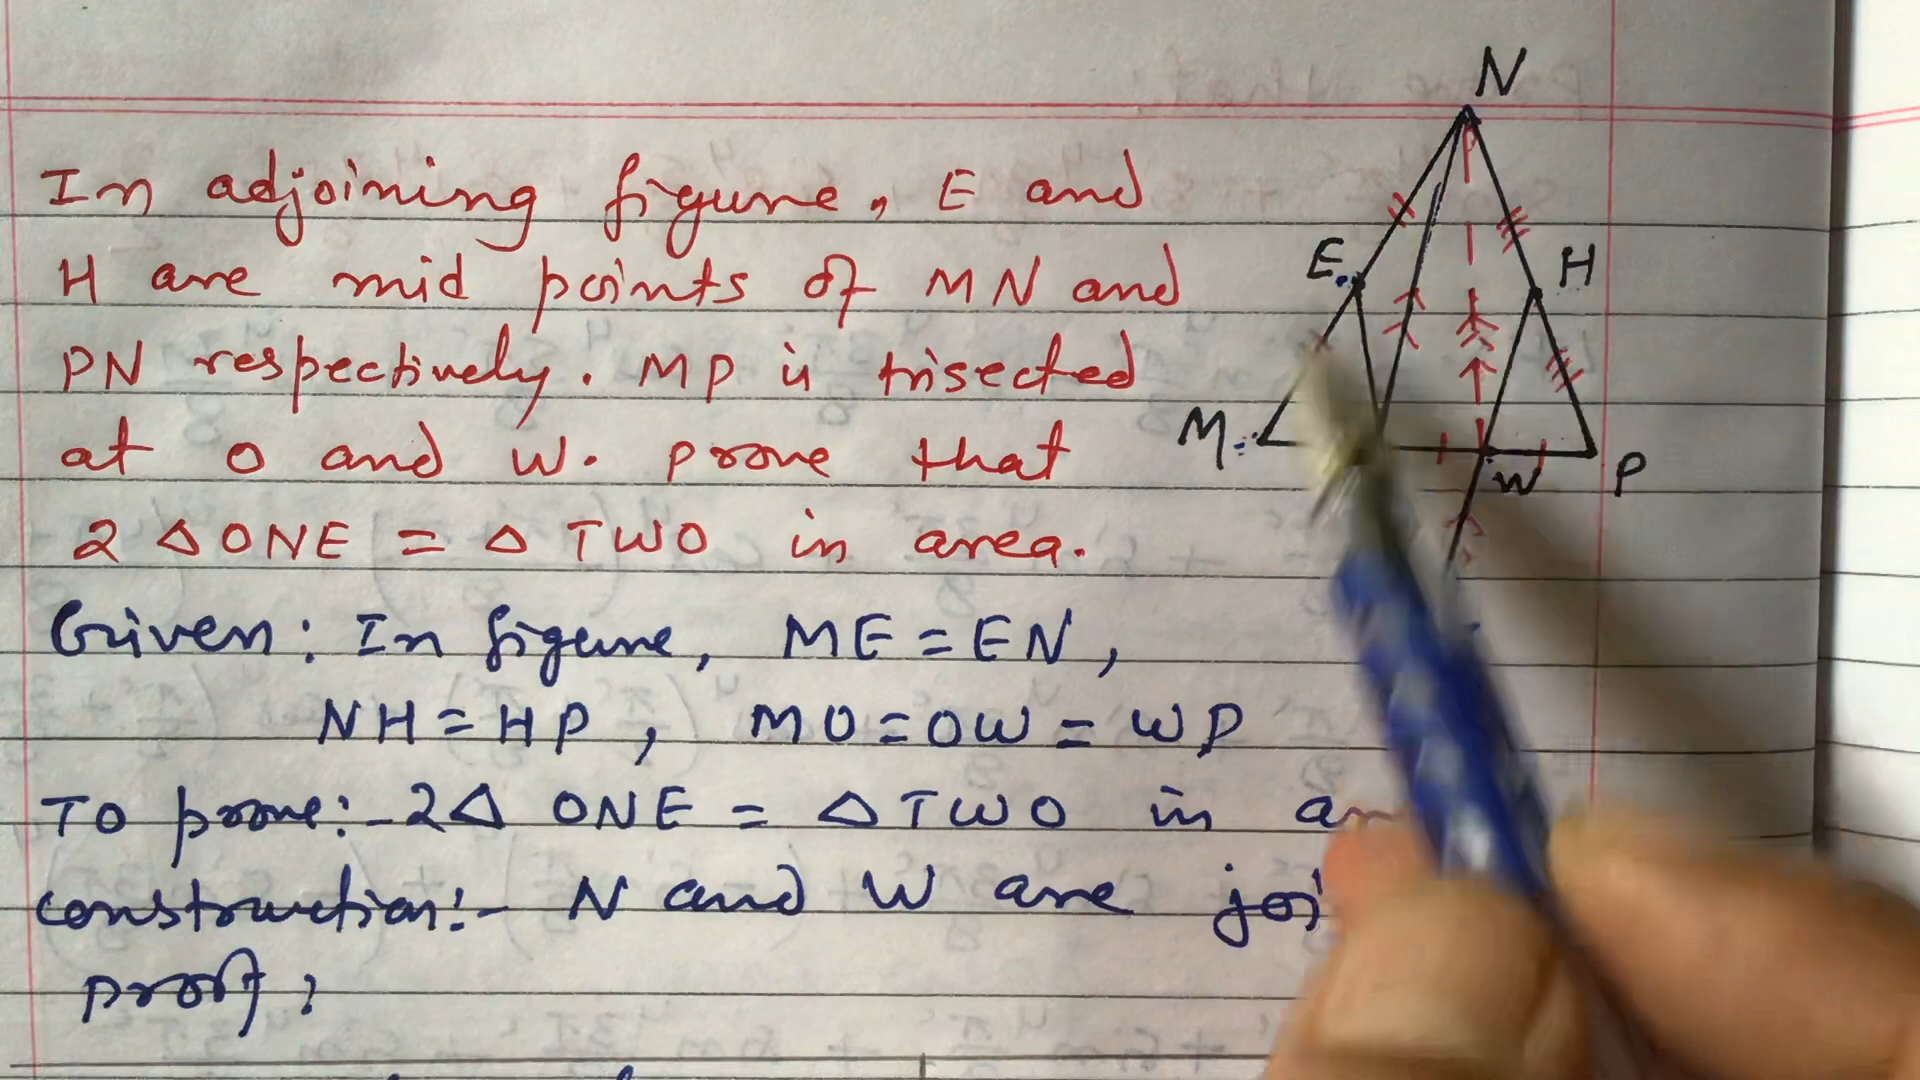 In adjoining figure, E and
H are mid points of MN and
PN respectively. MP is trisected
at O and W. prove that
2 △ ONE = △ TWO in area.
Given: In figure, ME = EN,
NH = HP, MO = OW = WP
To prove:- 2△ ONE = △ TWO in
construction:- N and W are
proof;
N
E
H
M
W
P